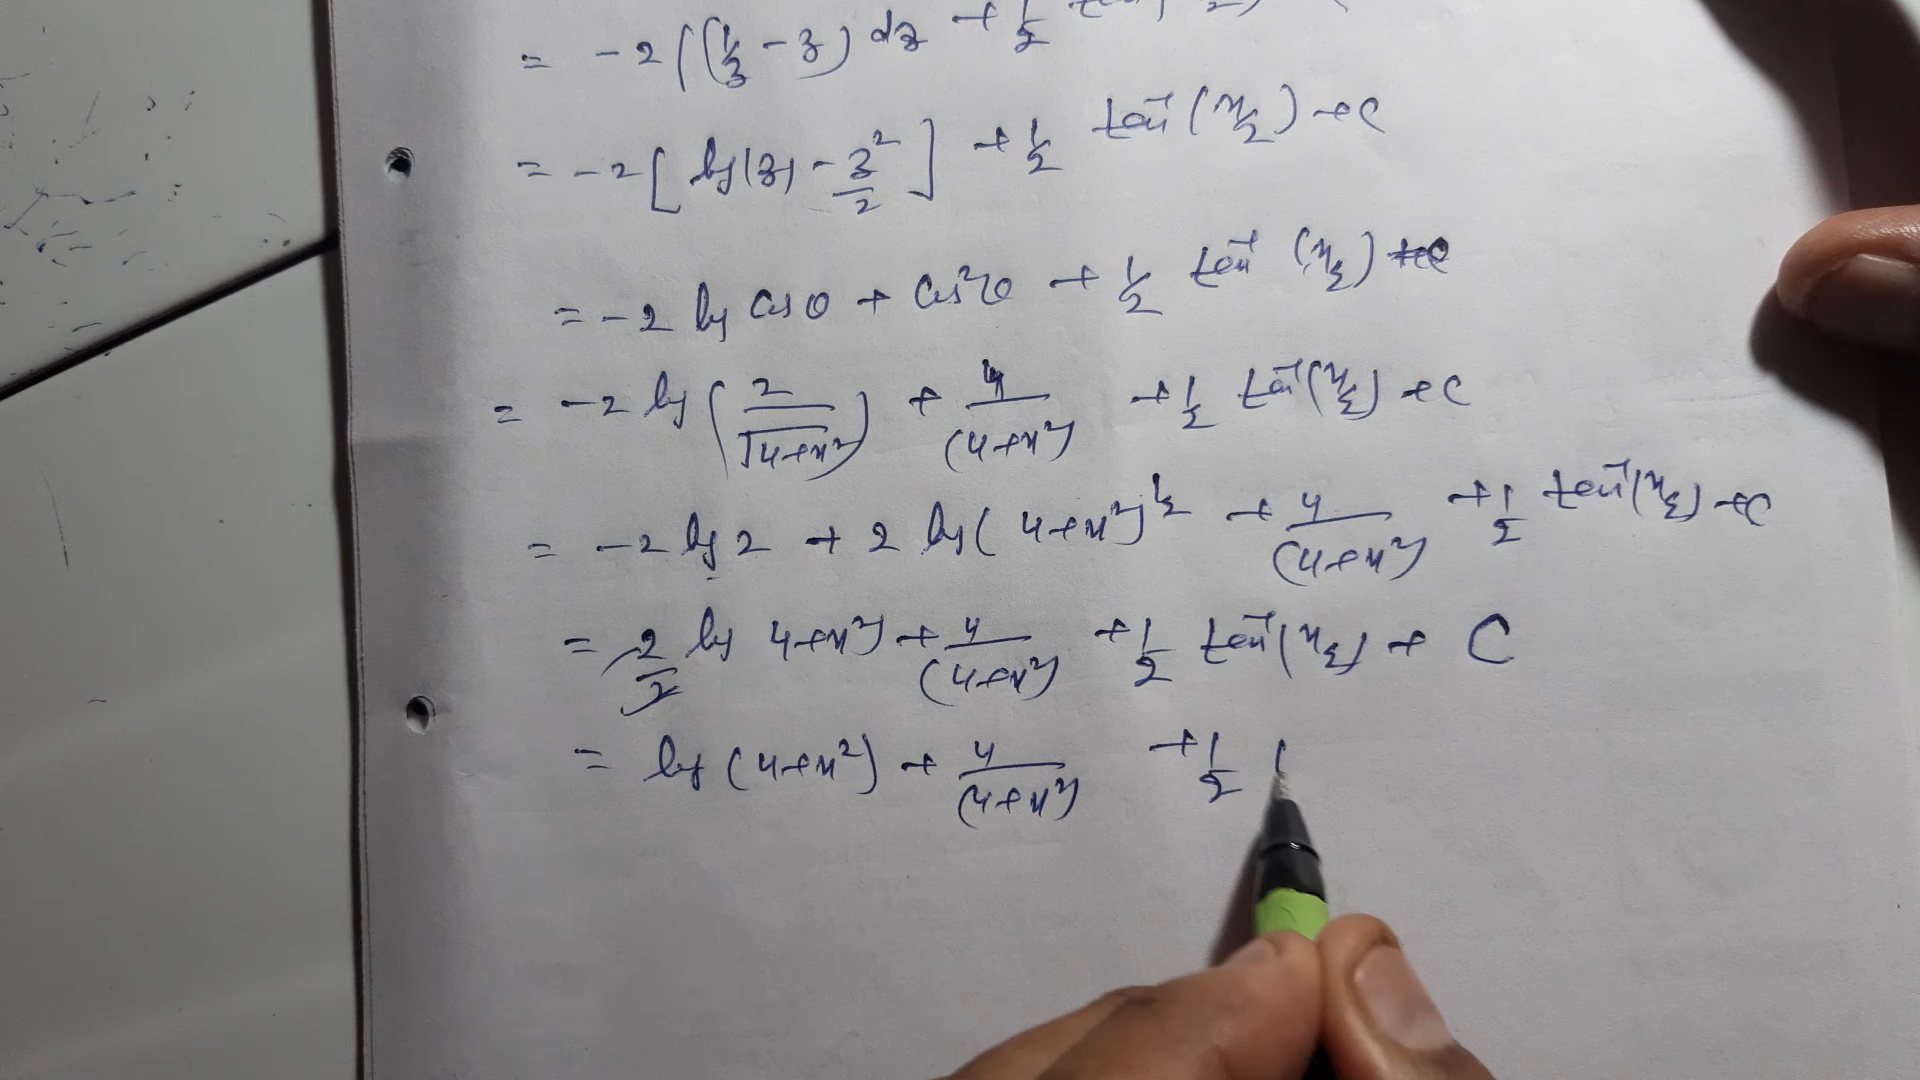 = -2 ∫(1/z - z) dz + 1/2
= -2 [ log(z) - z²/2 ] + 1/2 tan⁻¹(x/2) + C
= -2 log cos θ + cos²θ + 1/2 tan⁻¹(x/2) + C
= -2 log (2/√(4+x²)) + 4/(4+x²) + 1/2 tan⁻¹(x/2) + C
= -2 log 2 + 2 log (4+x²)^1/2 + 4/(4+x²) + 1/2 tan⁻¹(x/2) + C
= 2/2 log 4+x²) + 4/(4+x²) + 1/2 tan⁻¹(x/2) + C
= log (4+x²) + 4/(4+x²) + 1/2